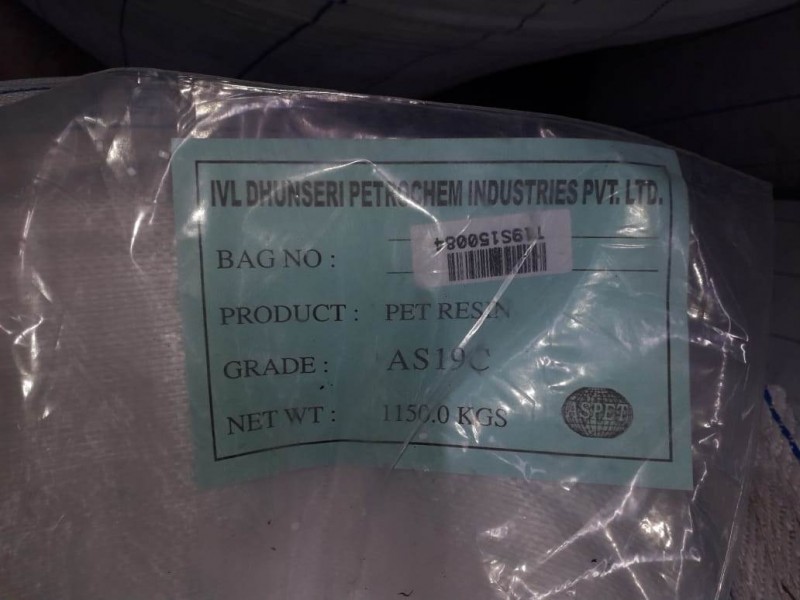 IVL DHUNSERI PETROCHEM INDUSTRIES PVT. LTD.
BAG NO : T19S150084
PRODUCT : PET RESIN
GRADE : AS19C
NET WT : 1150.0 KGS
ASPET